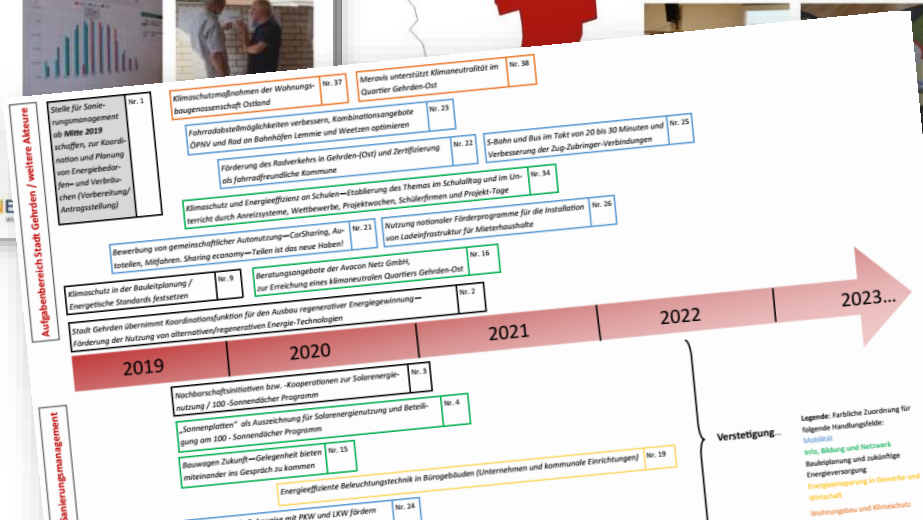 Aufgabenbereich Stadt Gehrden / weitere Akteure
Stelle für Sanie-
rungsmanagement
ab Mitte 2019
schaffen, zur Koordi-
nation und Planung
von Energiebedar-
fen— und Verbräu-
chen (Vorbereitung/
Antragsstellung)
Nr. 1
Klimaschutzmaßnahmen der Wohnungs-
baugenossenschaft Ostland
Nr. 37
Meravis unterstützt Klimaneutralität im
Quartier Gehrden-Ost
Nr. 38
Fahrradabstellmöglichkeiten verbessern, Kombinationsangebote
ÖPNV und Rad an Bahnhöfen Lemmie und Weetzen optimieren
Nr. 23
Förderung des Radverkehrs in Gehrden-(Ost) und Zertifizierung
als fahrradfreundliche Kommune
Nr. 22
S-Bahn und Bus im Takt von 20 bis 30 Minuten und
Verbesserung der Zug-Zubringer-Verbindungen
Nr. 25
Klimaschutz und Energieeffizienz an Schulen—Etablierung des Themas im Schulalltag und im Un-
terricht durch Anreizsysteme, Wettbewerbe, Projektwochen, Schülerfirmen und Projekt-Tage
Nr. 34
Bewerbung von gemeinschaftlicher Autonutzung—CarSharing, Au-
toteilen, Mitfahren. Sharing economy—Teilen ist das neue Haben!
Nr. 21
Nutzung nationaler Förderprogramme für die Installation
von Ladeinfrastruktur für Mieterhaushalte
Nr. 26
Klimaschutz in der Bauleitplanung /
Energetische Standards festsetzen
Nr. 9
Beratungsangebote der Avacon Netz GmbH,
zur Erreichung eines klimaneutralen Quartiers Gehrden-Ost
Nr. 16
Stadt Gehrden übernimmt Koordinationsfunktion für den Ausbau regenerativer Energiegewinnung—
Förderung der Nutzung von alternativen/regenerativen Energie-Technologien
Nr. 2
2019
2020
2021
2022
2023...
Sanierungsmanagement
Nachbarschaftsinitiativen bzw. -Kooperationen zur Solarenergie-
nutzung / 100 -Sonnendächer Programm
Nr. 3
„Sonnenplatten" als Auszeichnung für Solarenergienutzung und Beteili-
gung am 100 - Sonnendächer Programm
Nr. 4
Bauwagen Zukunft—Gelegenheit bieten
miteinander ins Gespräch zu kommen
Nr. 15
Energieeffiziente Beleuchtungstechnik in Bürogebäuden (Unternehmen und kommunale Einrichtungen)
Nr. 19
mit PKW und LKW fördern
Nr. 24
Verstetigung...
Legende: Farbliche Zuordnung für
folgende Handlungsfelde:
Mobilität
Info, Bildung und Netzwerk
Bauleiplanung und zukünftige
Energieversorgung
Energieeinsparung in Gewerbe und
Wirtschaft
Wohnungsbau und Klimaschutz